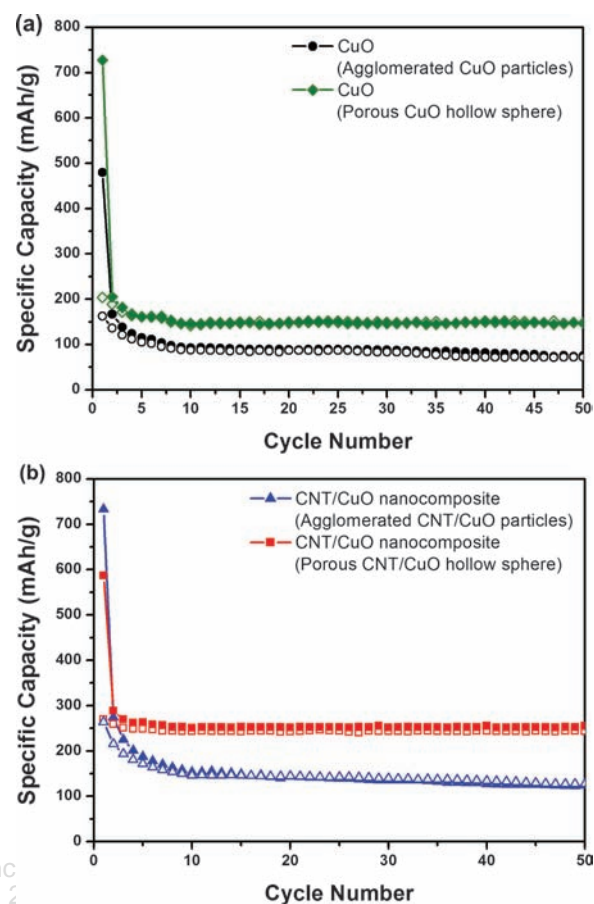 (a)
800
700
600
500
400
300
200
100
0
Specific Capacity (mAh/g)
CuO
(Agglomerated CuO particles)
CuO
(Porous CuO hollow sphere)
0 5 10 15 20 25 30 35 40 45 50
Cycle Number
(b)
800
700
600
500
400
300
200
100
0
Specific Capacity (mAh/g)
CNT/CuO nanocomposite
(Agglomerated CNT/CuO particles)
CNT/CuO nanocomposite
(Porous CNT/CuO hollow sphere)
0 10 20 30 40 50
Cycle Number